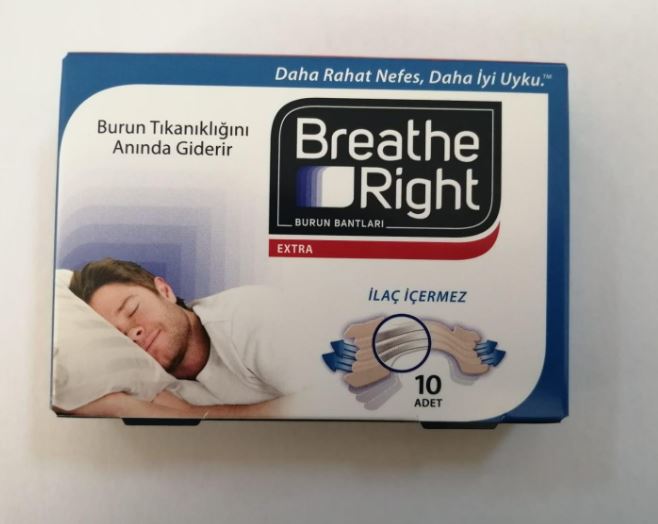 Daha Rahat Nefes, Daha İyi Uyku.™
Burun Tıkanıklığını
Anında Giderir
Breathe
Right
BURUN BANTLARI
EXTRA
İLAÇ İÇERMEZ
10
ADET